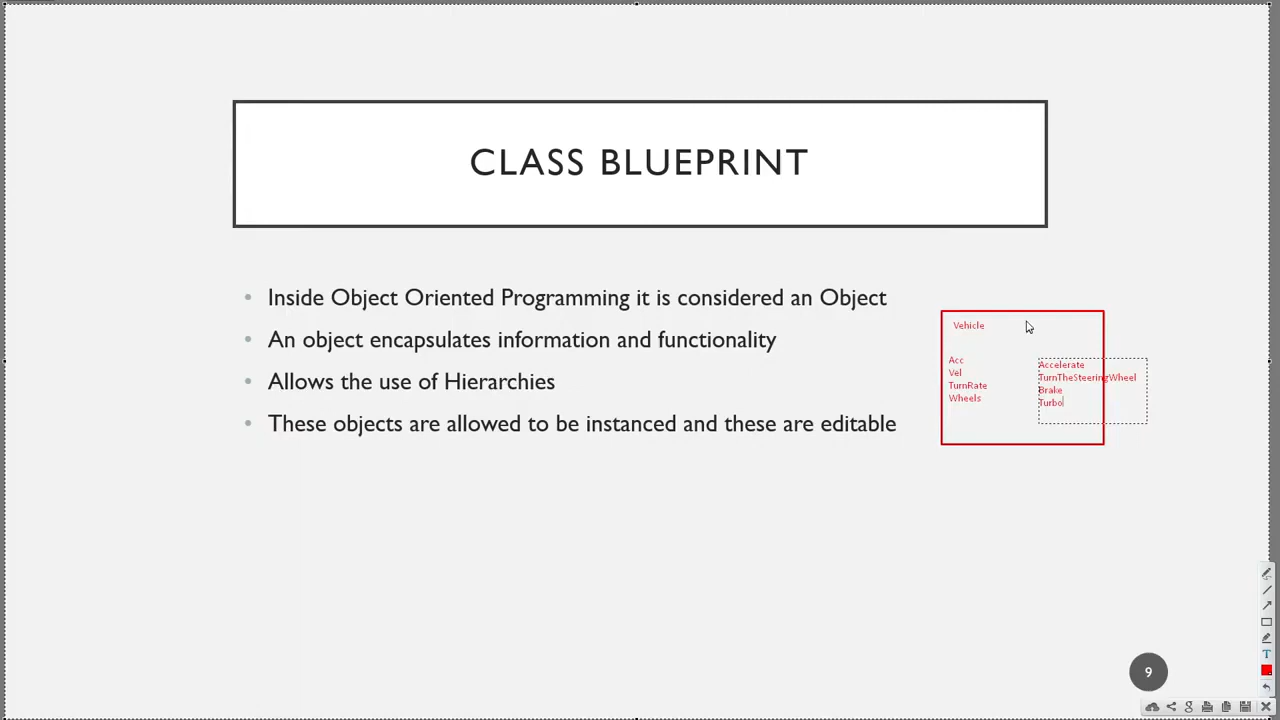 CLASS BLUEPRINT
• Inside Object Oriented Programming it is considered an Object
• An object encapsulates information and functionality
• Allows the use of Hierarchies
• These objects are allowed to be instanced and these are editable
Vehicle
Acc
Vel
TurnRate
Wheels
Accelerate
TurnTheSteeringWheel
Brake
Turbo
9